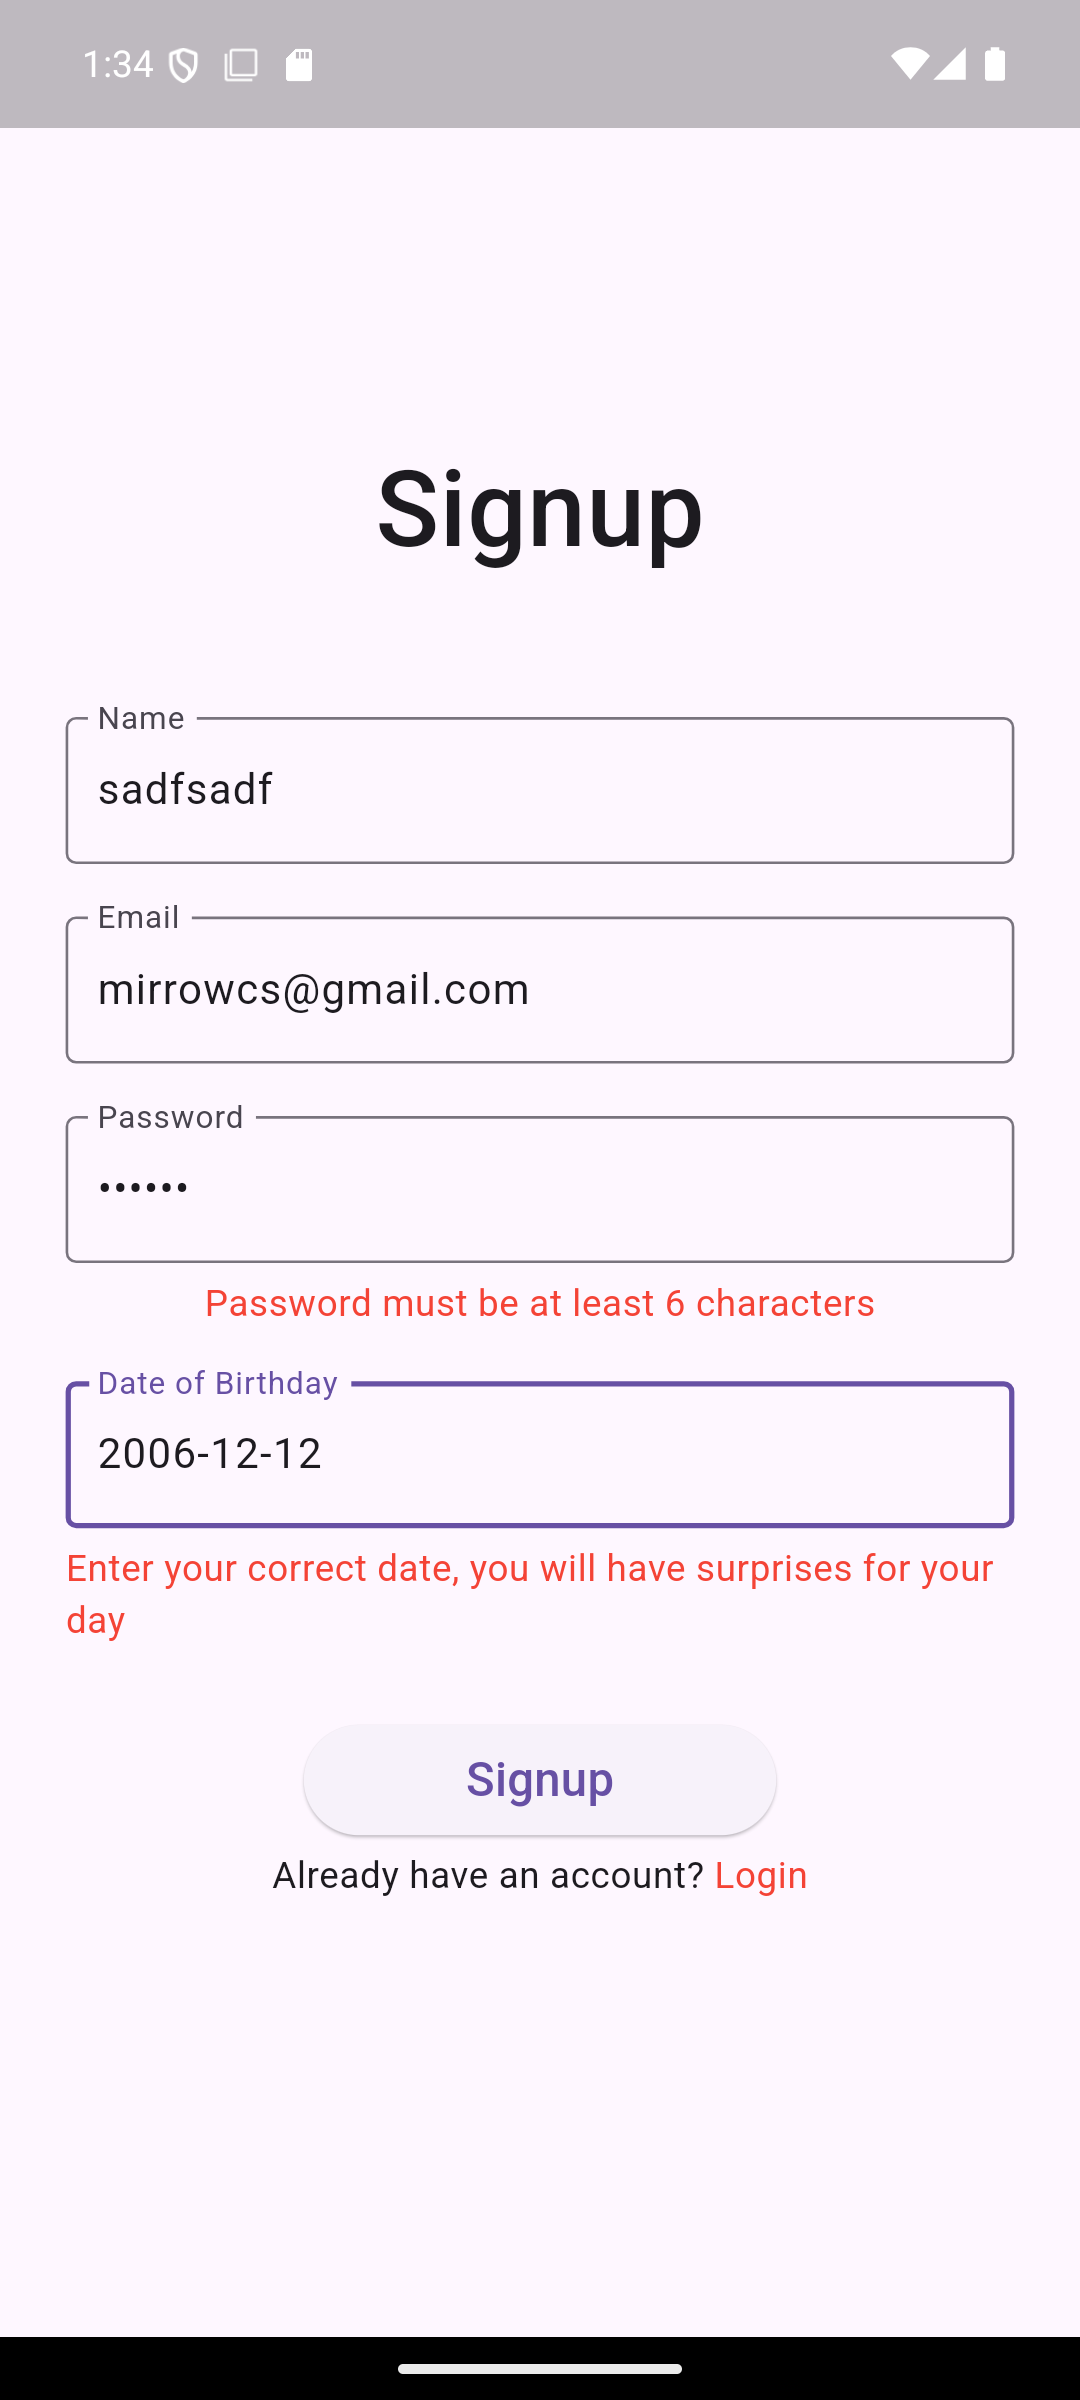 1:34
Signup
Name
sadfsadf
Email
mirrowcs@gmail.com
Password
••••••
Password must be at least 6 characters
Date of Birthday
2006-12-12
Enter your correct date, you will have surprises for your
day
Signup
Already have an account? Login